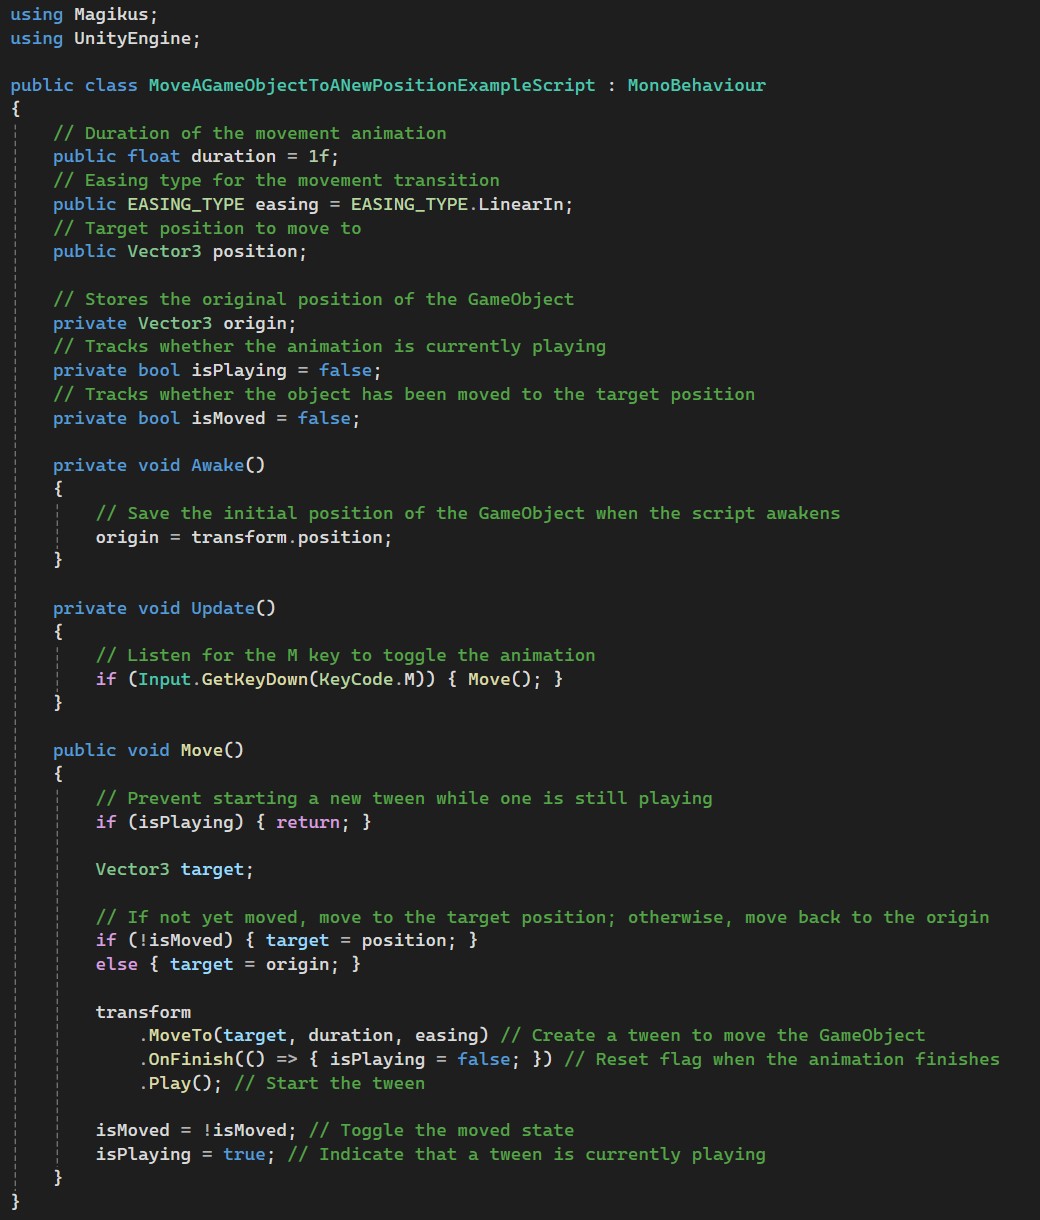 using Magikus;
using UnityEngine;

public class MoveAGameObjectToANewPositionExampleScript : MonoBehaviour
{
    // Duration of the movement animation
    public float duration = 1f;
    // Easing type for the movement transition
    public EASING_TYPE easing = EASING_TYPE.LinearIn;
    // Target position to move to
    public Vector3 position;

    // Stores the original position of the GameObject
    private Vector3 origin;
    // Tracks whether the animation is currently playing
    private bool isPlaying = false;
    // Tracks whether the object has been moved to the target position
    private bool isMoved = false;

    private void Awake()
    {
        // Save the initial position of the GameObject when the script awakens
        origin = transform.position;
    }

    private void Update()
    {
        // Listen for the M key to toggle the animation
        if (Input.GetKeyDown(KeyCode.M)) { Move(); }
    }

    public void Move()
    {
        // Prevent starting a new tween while one is still playing
        if (isPlaying) { return; }

        Vector3 target;

        // If not yet moved, move to the target position; otherwise, move back to the origin
        if (!isMoved) { target = position; }
        else { target = origin; }

        transform
            .MoveTo(target, duration, easing) // Create a tween to move the GameObject
            .OnFinish(() => { isPlaying = false; }) // Reset flag when the animation finishes
            .Play(); // Start the tween

        isMoved = !isMoved; // Toggle the moved state
        isPlaying = true; // Indicate that a tween is currently playing
    }
}